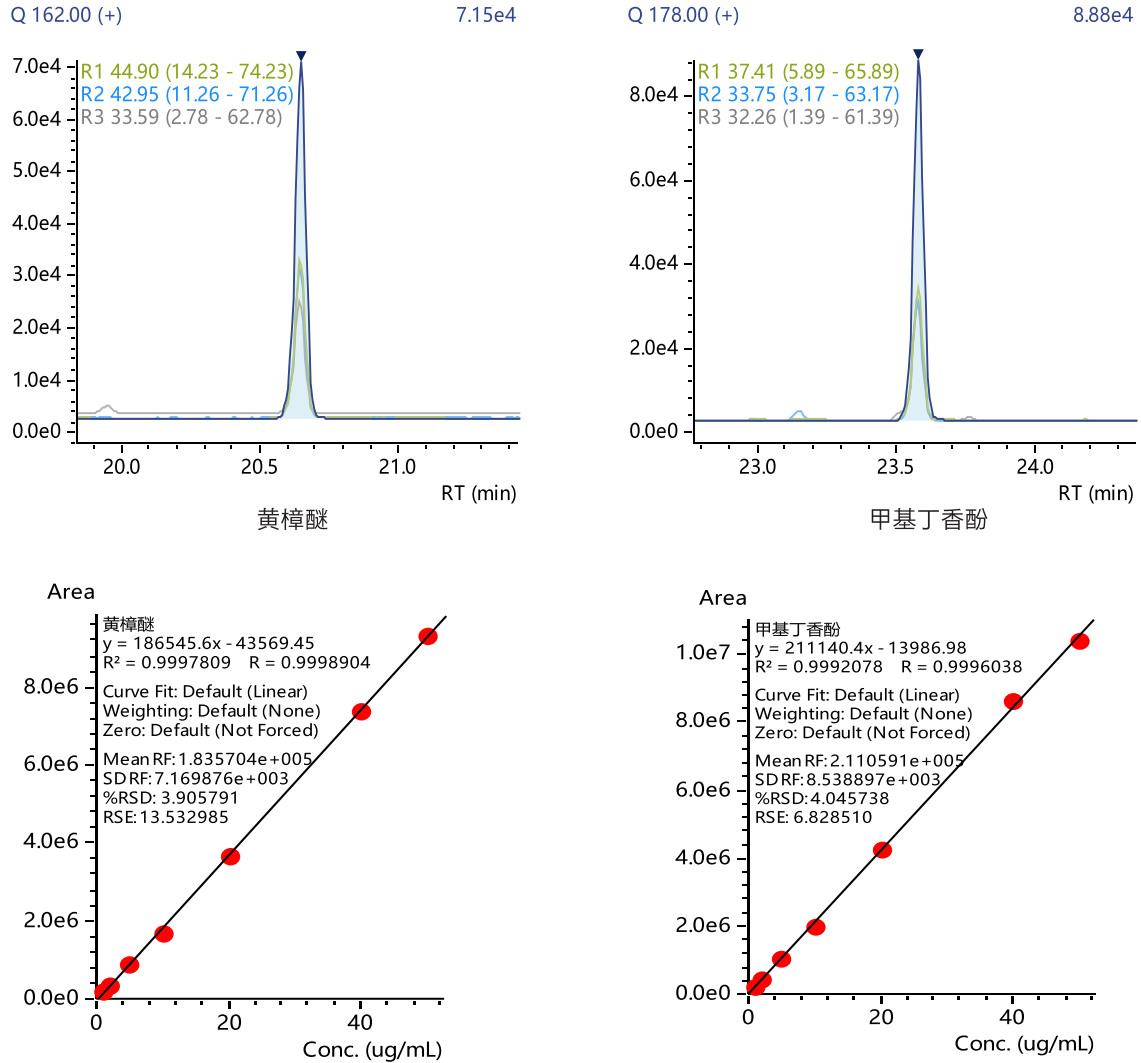 Q 162.00 (+) 7.15e4
7.0e4
R1 44.90 (14.23 - 74.23)
R2 42.95 (11.26 - 71.26)
6.0e4
R3 33.59 (2.78 - 62.78)
5.0e4
4.0e4
3.0e4
2.0e4
1.0e4
0.0e0
20.0 20.5 21.0
RT (min)
黄樟醚
Q 178.00 (+) 8.88e4
R1 37.41 (5.89 - 65.89)
8.0e4
R2 33.75 (3.17 - 63.17)
R3 32.26 (1.39 - 61.39)
6.0e4
4.0e4
2.0e4
0.0e0
23.0 23.5 24.0
RT (min)
甲基丁香酚
Area
黄樟醚
y = 186545.6x - 43569.45
R² = 0.9997809 R = 0.9998904
8.0e6
Curve Fit: Default (Linear)
Weighting: Default (None)
Zero: Default (Not Forced)
6.0e6
Mean RF: 1.835704e+005
SD RF: 7.169876e+003
%RSD: 3.905791
RSE: 13.532985
4.0e6
2.0e6
0.0e0
0 20 40
Conc. (ug/mL)
Area
甲基丁香酚
1.0e7
y = 211140.4x - 13986.98
R² = 0.9992078 R = 0.9996038
Curve Fit: Default (Linear)
8.0e6
Weighting: Default (None)
Zero: Default (Not Forced)
Mean RF: 2.110591e+005
SD RF: 8.538897e+003
6.0e6
%RSD: 4.045738
RSE: 6.828510
4.0e6
2.0e6
0.0e0
0 20 40
Conc. (ug/mL)